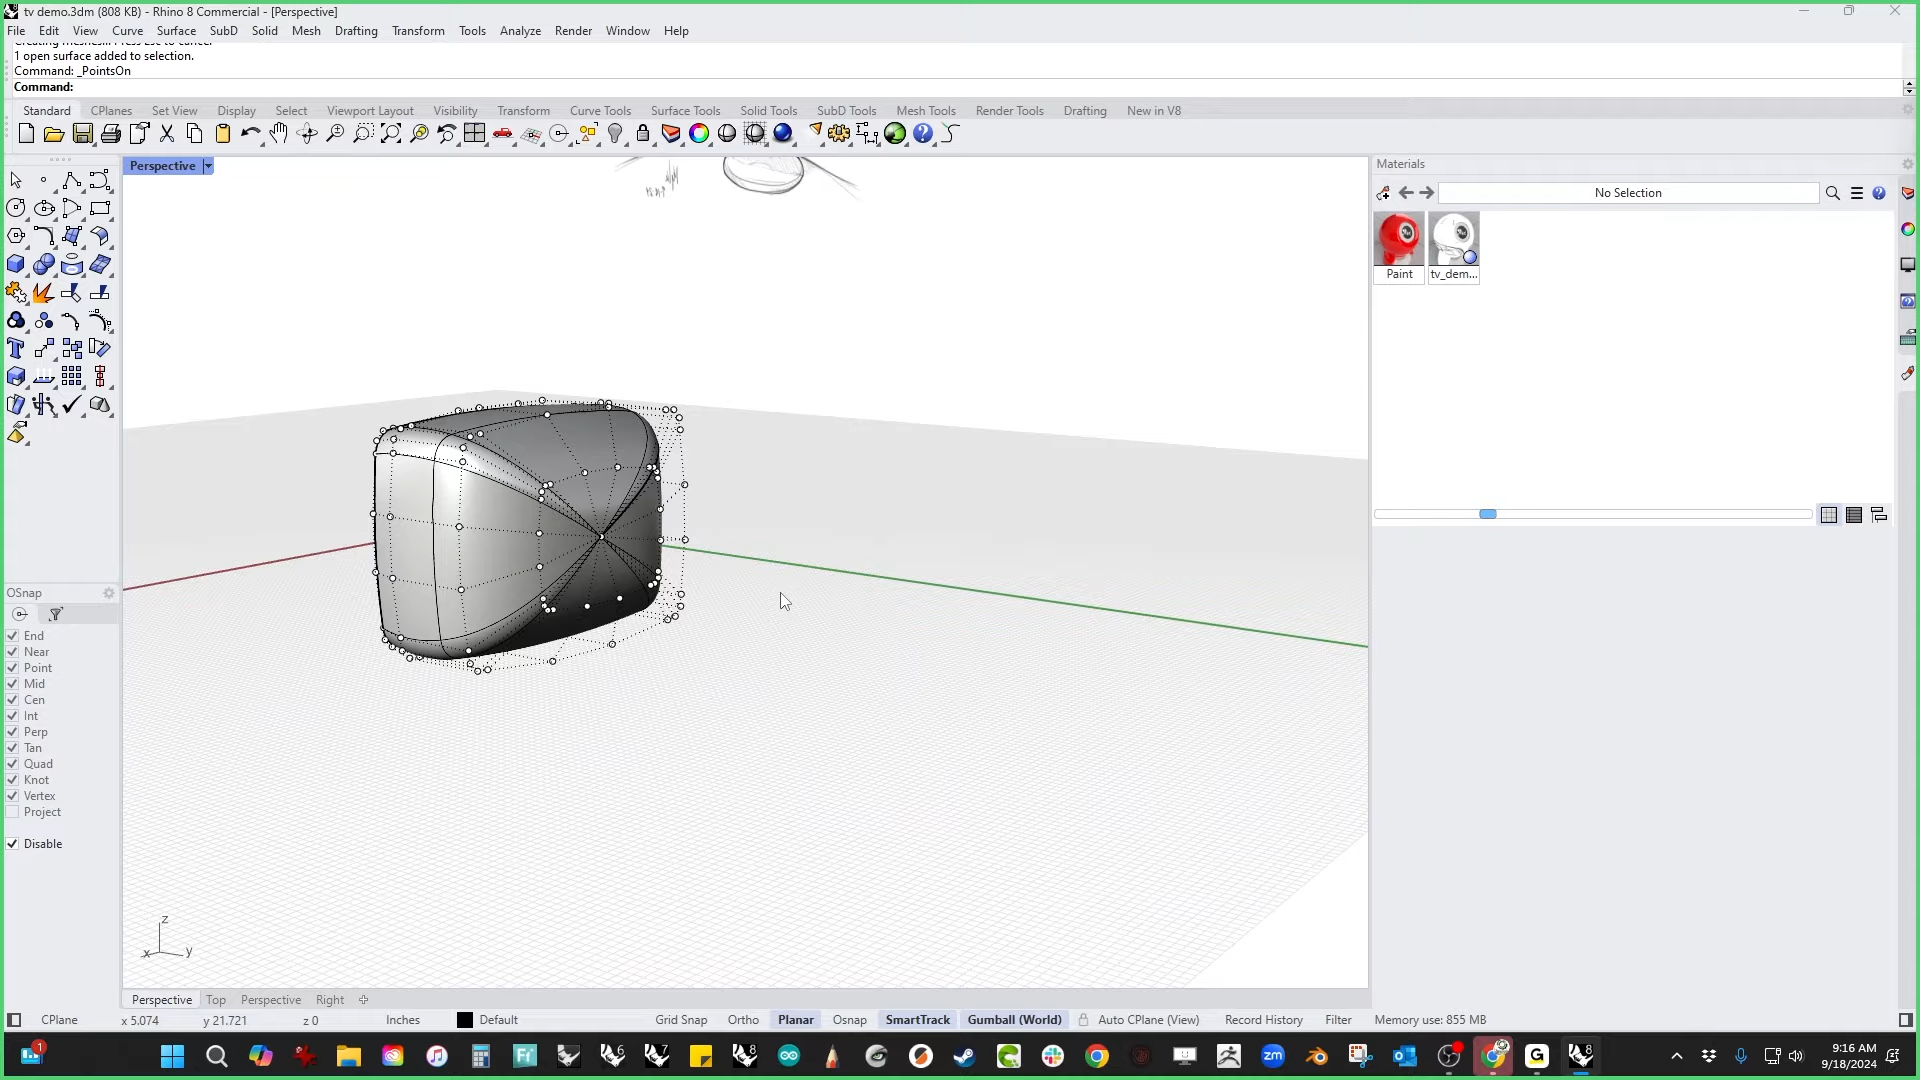 tv demo.3dm (808 KB) - Rhino 8 Commercial - [Perspective]
File Edit View Curve Surface SubD Solid Mesh Drafting Transform Tools Analyze Render Window Help
Creating meshes... Press Esc to cancel
1 open surface added to selection.
Command: _PointsOn
Command:
Standard CPlanes Set View Display Select Viewport Layout Visibility Transform Curve Tools Surface Tools Solid Tools SubD Tools Mesh Tools Render Tools Drafting New in V8
Perspective
Materials
No Selection
Paint tv_dem...
OSnap
End
Near
Point
Mid
Cen
Int
Perp
Tan
Quad
Knot
Vertex
Project
Disable
z
x y
Perspective Top Perspective Right
CPlane x 5.074 y 21.721 z 0 Inches Default Grid Snap Ortho Planar Osnap SmartTrack Gumball (World) Auto CPlane (View) Record History Filter Memory use: 855 MB
9:16 AM
9/18/2024